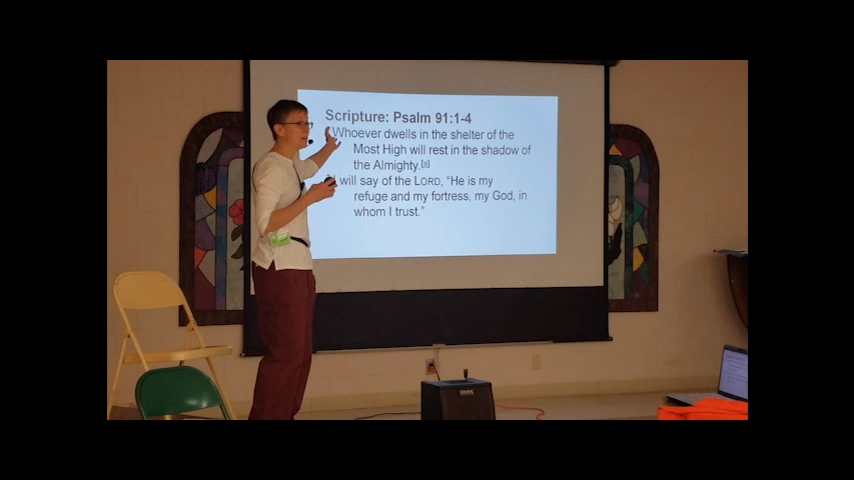 Scripture: Psalm 91:1-4
Whoever dwells in the shelter of the
Most High will rest in the shadow of
the Almighty.[a]
I will say of the LORD, “He is my
refuge and my fortress, my God, in
whom I trust.”